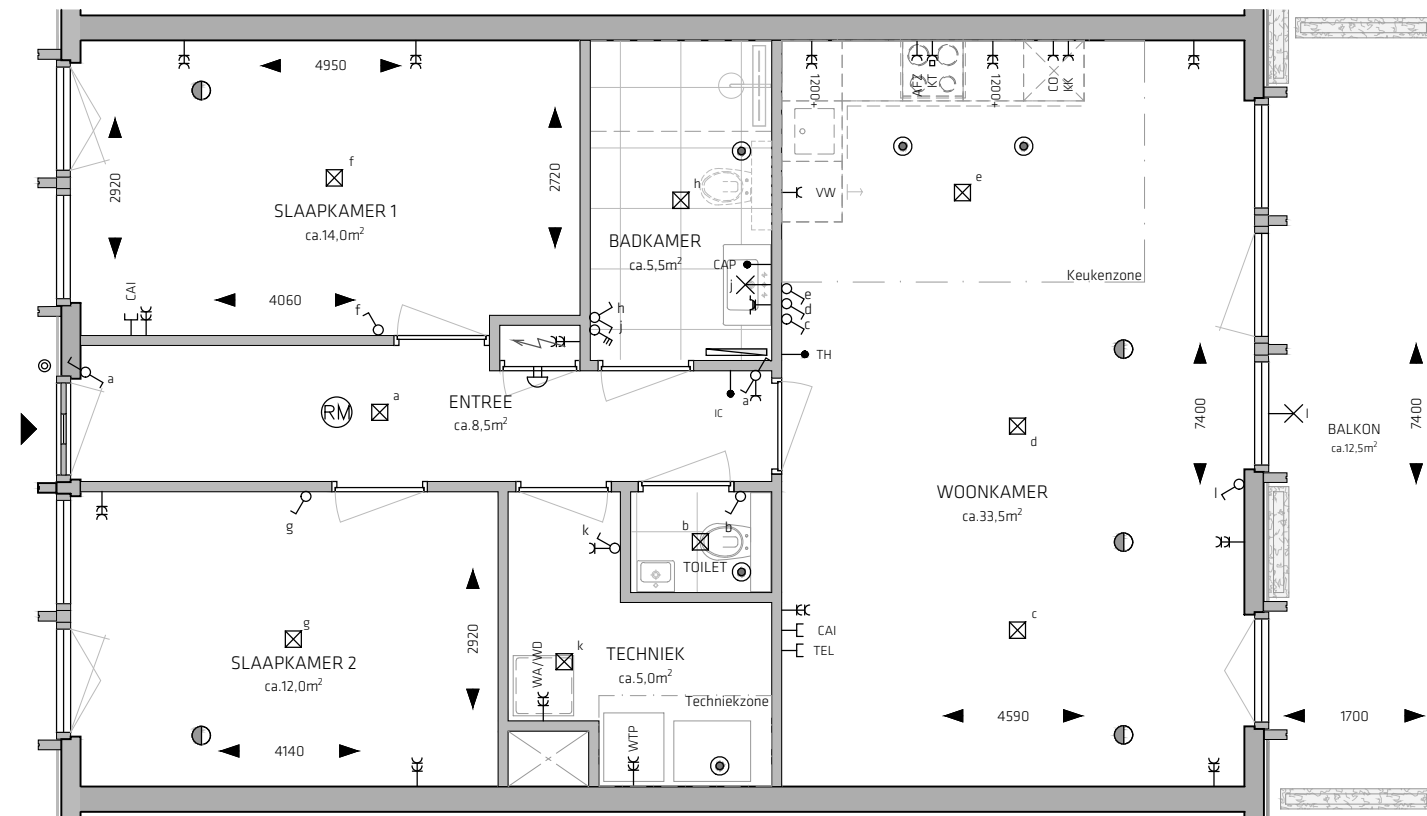 4950
1200+
AFZ
KT
1200+
CO
KK
f
2920
2720
h
VW
e
SLAAPKAMER 1
ca.14,0m²
BADKAMER
ca.5,5m²
CAP
j
Keukenzone
CAI
4060
f
h
j
e
d
c
TH
a
a
RM
ENTREE
ca.8,5m²
IC
a
7400
7400
l
BALKON
ca.12,5m²
d
WOONKAMER
ca.33,5m²
l
g
k
b
b
TOILET
g
SLAAPKAMER 2
ca.12,0m²
2920
WA/WD
k
TECHNIEK
ca.5,0m²
c
CAI
TEL
Techniekzone
WTP
4140
4590
1700